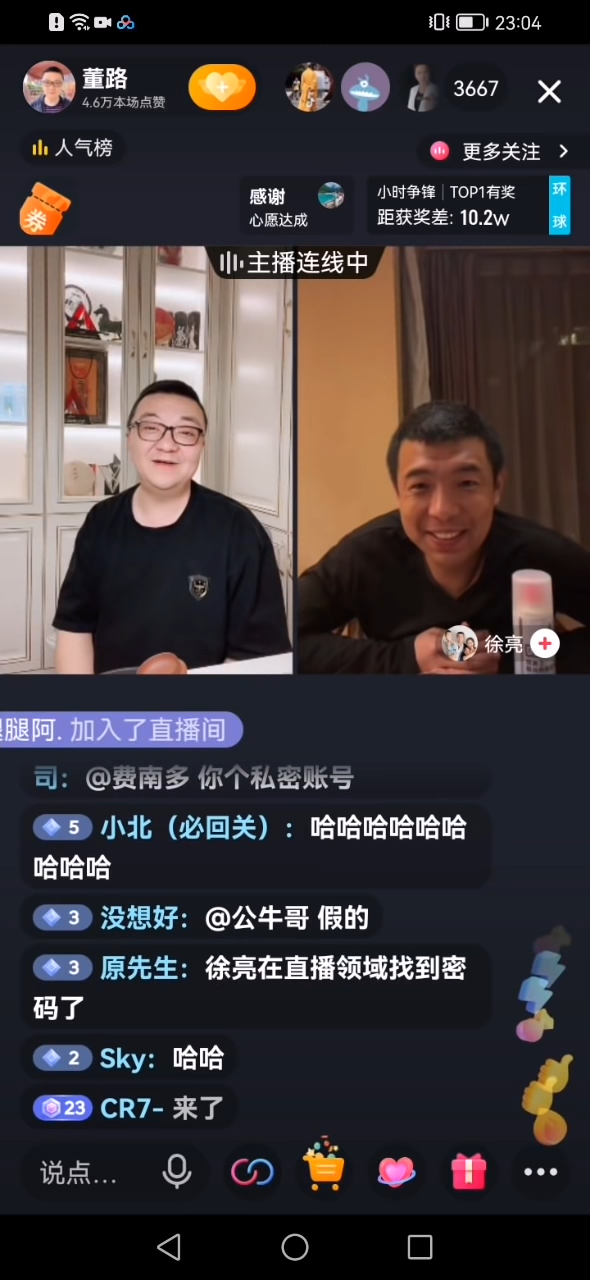 23:04
董路
4.6万本场点赞
3667
人气榜
更多关注
券
感谢
心愿达成
小时争锋｜TOP1有奖
距获奖差: 10.2w
环
球
主播连线中
徐亮
腿阿. 加入了直播间
司：@费南多 你个私密账号
5 小北（必回关）：哈哈哈哈哈哈
哈哈哈
3 没想好：@公牛哥 假的
3 原先生：徐亮在直播领域找到密
码了
2 Sky：哈哈
23 CR7- 来了
说点...